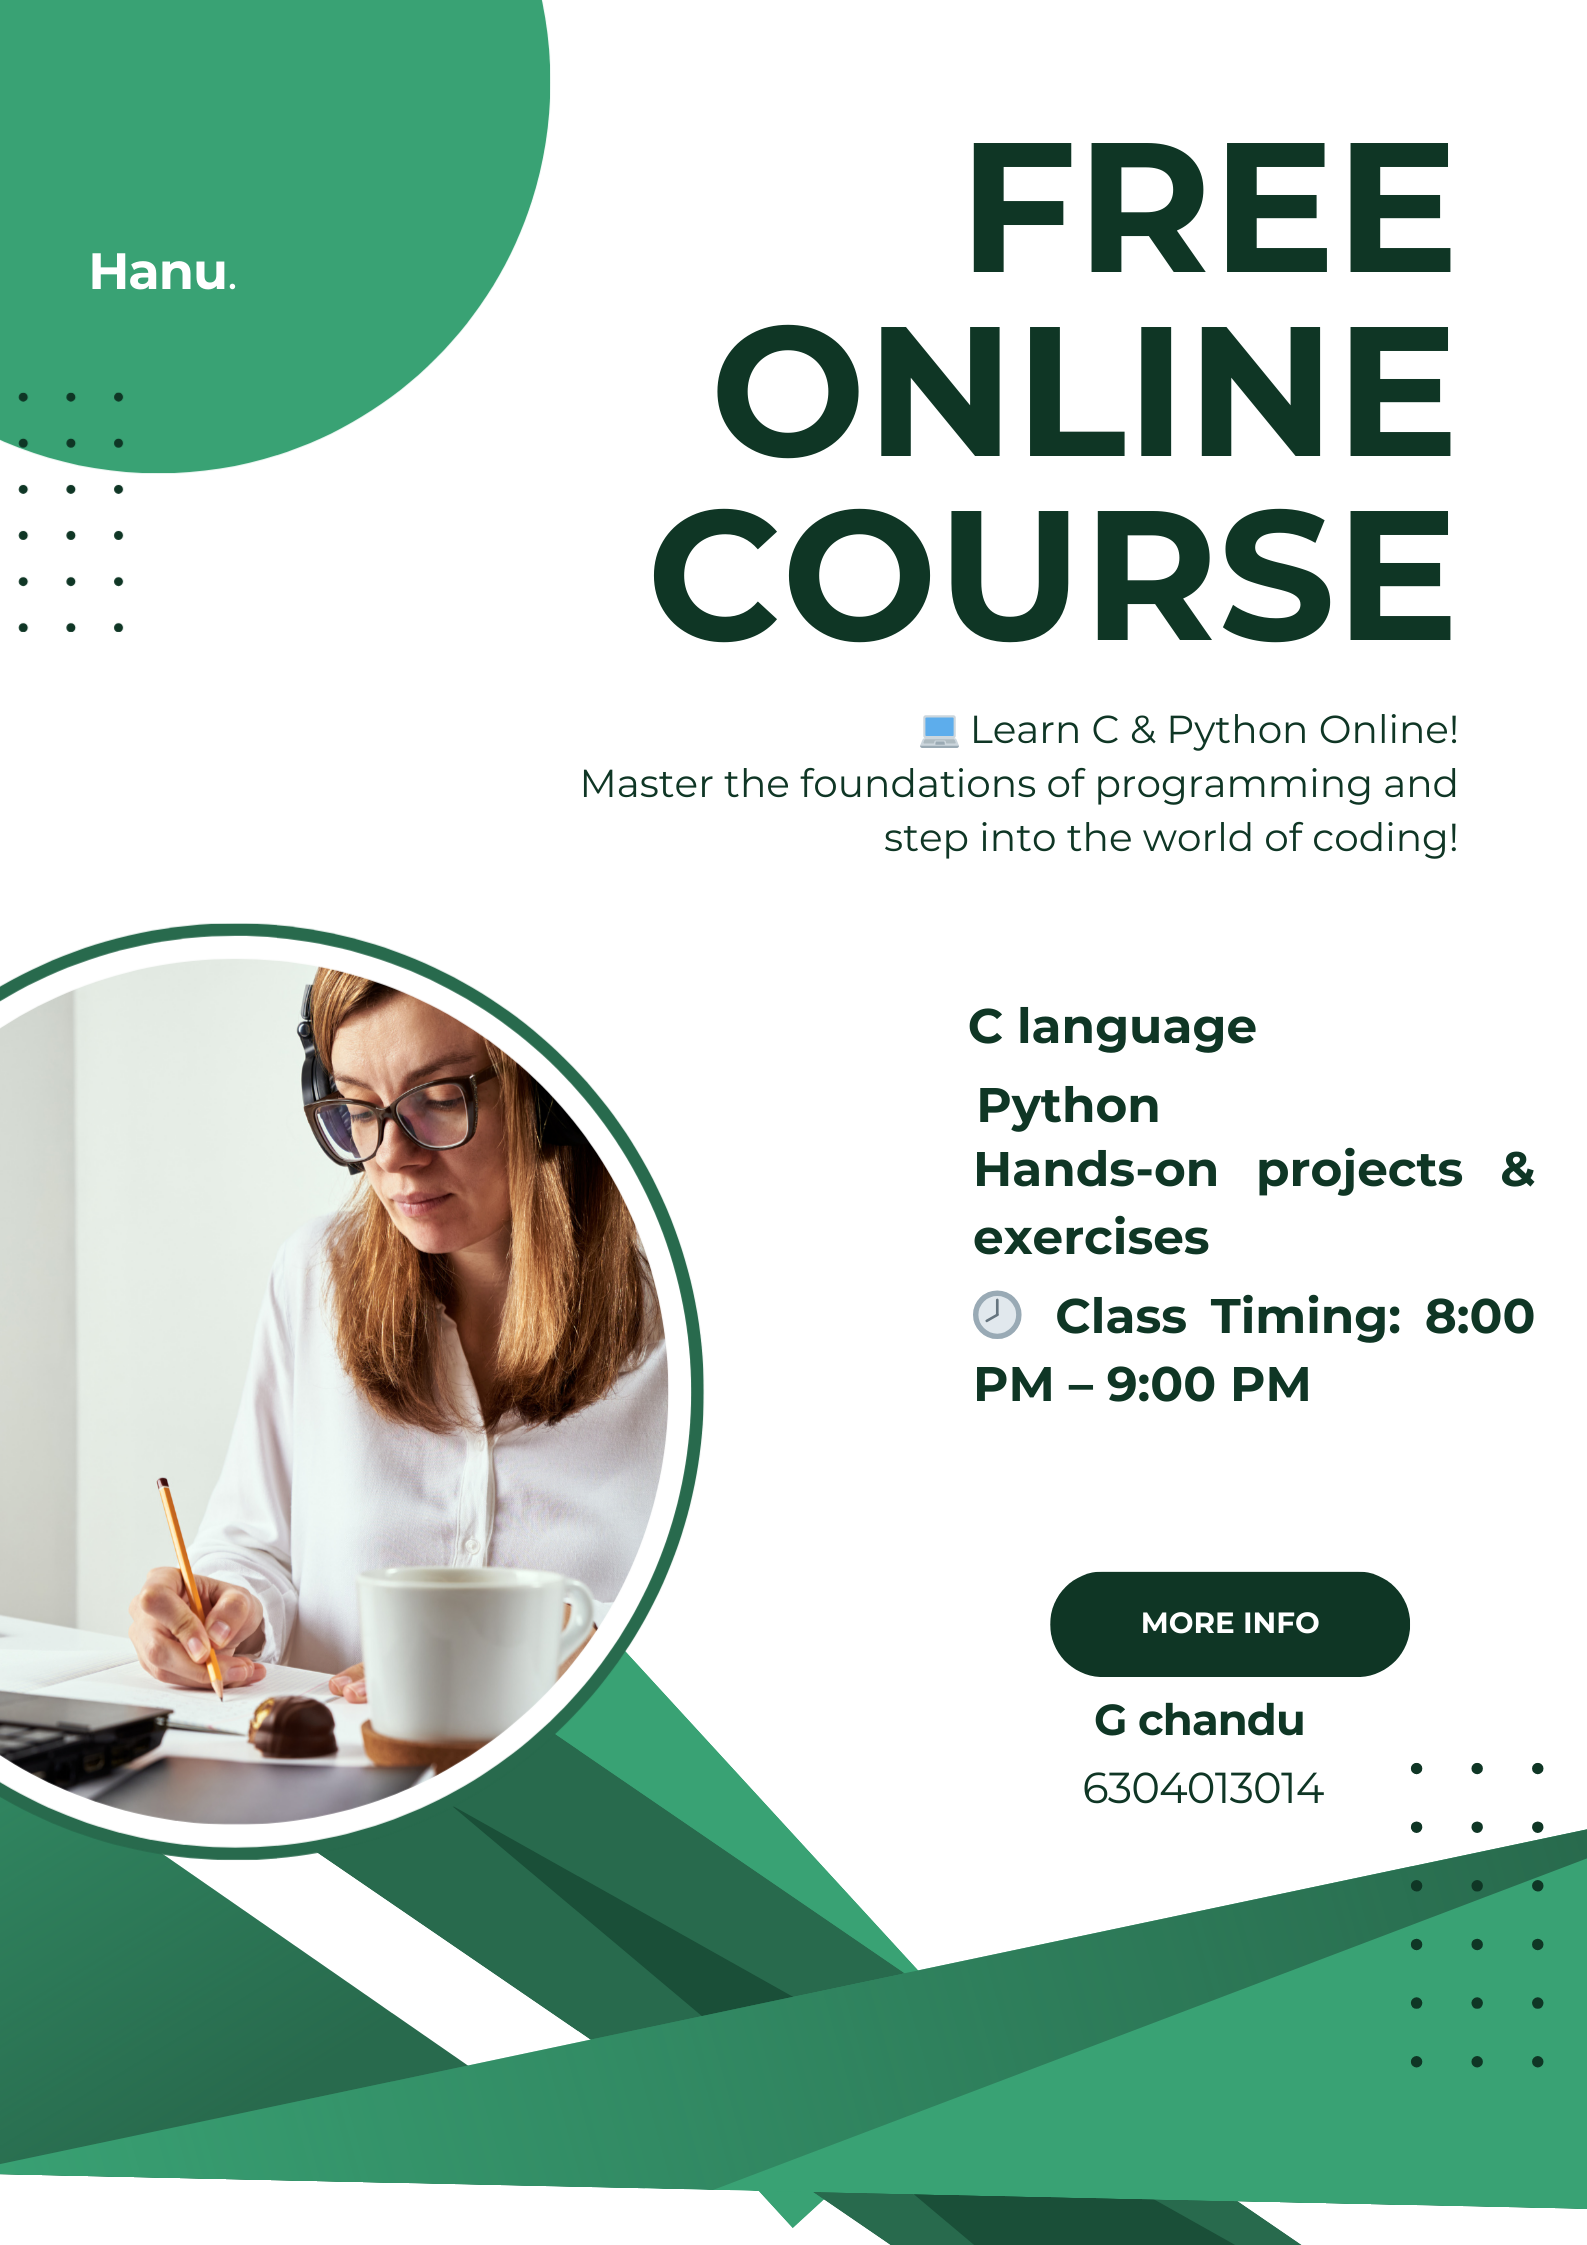 Hanu.
FREE
ONLINE
COURSE
💻 Learn C & Python Online!
Master the foundations of programming and
step into the world of coding!
C language
Python
Hands-on projects &
exercises
🕗 Class Timing: 8:00
PM – 9:00 PM
MORE INFO
G chandu
6304013014